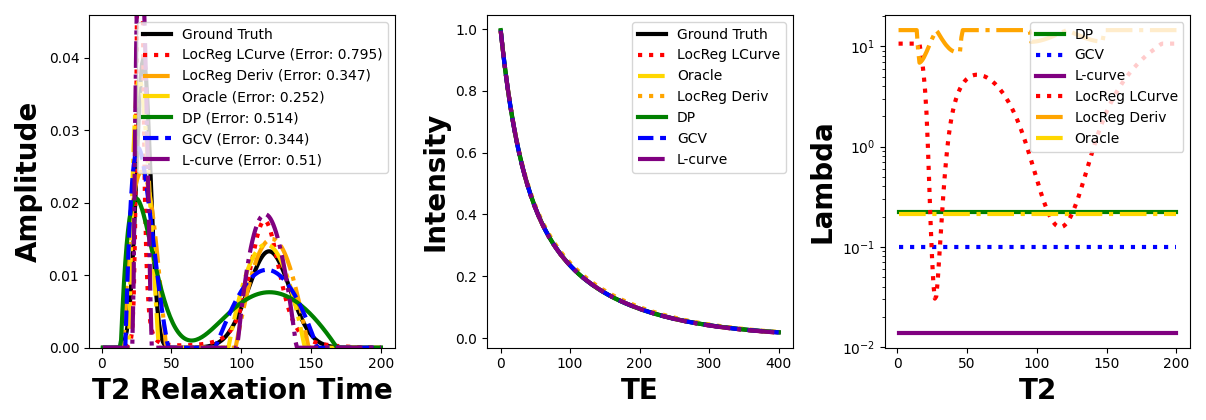 Amplitude
0.04
0.03
0.02
0.01
0.00
0
50
100
150
200
T2 Relaxation Time
Ground Truth
LocReg LCurve (Error: 0.795)
LocReg Deriv (Error: 0.347)
Oracle (Error: 0.252)
DP (Error: 0.514)
GCV (Error: 0.344)
L-curve (Error: 0.51)
Intensity
1.0
0.8
0.6
0.4
0.2
0.0
0
100
200
300
400
TE
Ground Truth
LocReg LCurve
Oracle
LocReg Deriv
DP
GCV
L-curve
Lambda
10¹
10⁰
10⁻¹
10⁻²
0
50
100
150
200
T2
DP
GCV
L-curve
LocReg LCurve
LocReg Deriv
Oracle